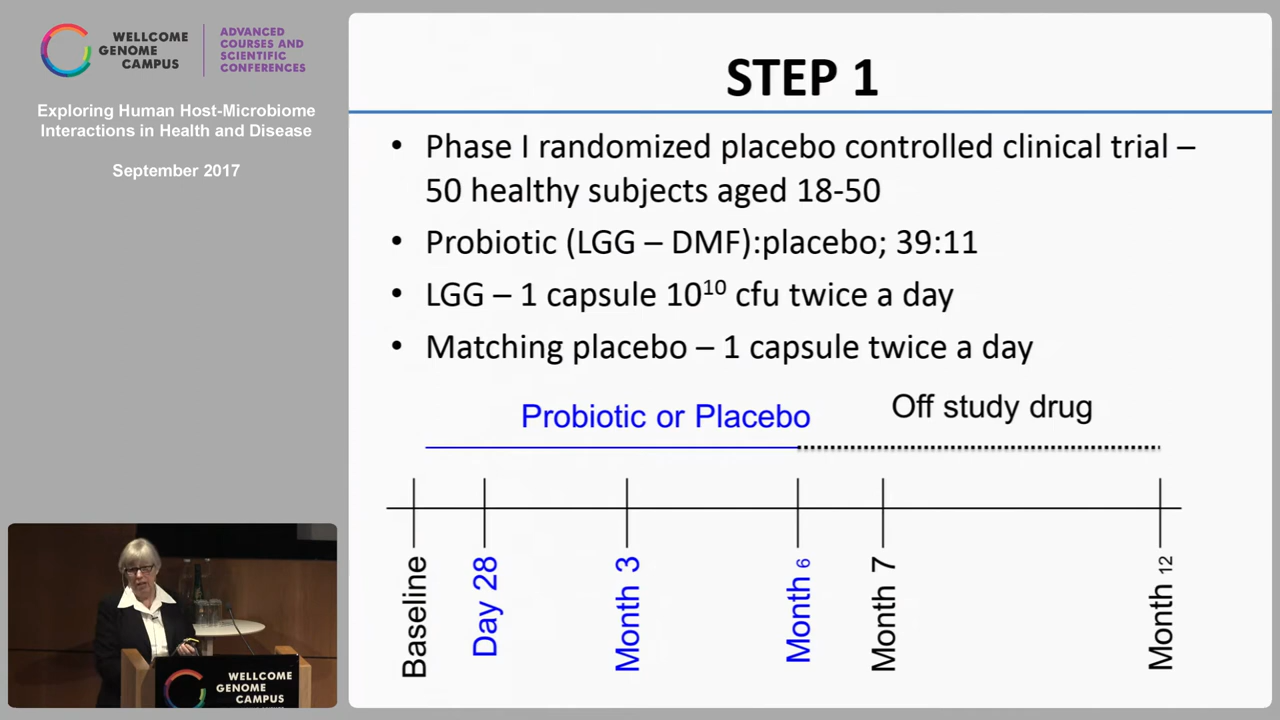 WELLCOME
GENOME
CAMPUS
ADVANCED
COURSES AND
SCIENTIFIC
CONFERENCES
Exploring Human Host-Microbiome
Interactions in Health and Disease
September 2017
STEP 1
• Phase I randomized placebo controlled clinical trial –
50 healthy subjects aged 18-50
• Probiotic (LGG – DMF):placebo; 39:11
• LGG – 1 capsule 10¹⁰ cfu twice a day
• Matching placebo – 1 capsule twice a day
Probiotic or Placebo
Off study drug
Baseline
Day 28
Month 3
Month 6
Month 7
Month 12
WELLCOME
GENOME
CAMPUS